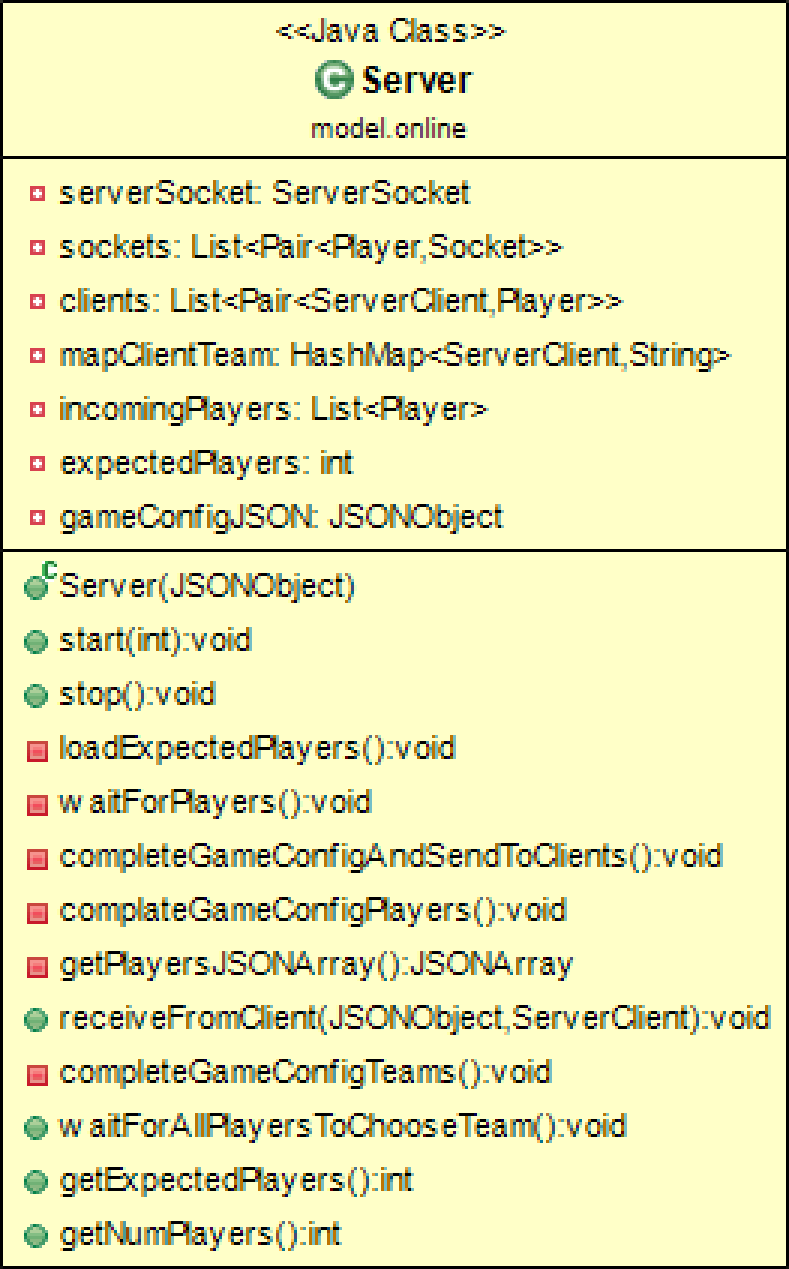 <<Java Class>>
C Server
model.online
serverSocket: ServerSocket
sockets: List<Pair<Player,Socket>>
clients: List<Pair<ServerClient,Player>>
mapClientTeam: HashMap<ServerClient,String>
incomingPlayers: List<Player>
expectedPlayers: int
gameConfigJSON: JSONObject
C Server(JSONObject)
start(int):void
stop():void
loadExpectedPlayers():void
waitForPlayers():void
completeGameConfigAndSendToClients():void
complateGameConfigPlayers():void
getPlayersJSONArray():JSONArray
receiveFromClient(JSONObject,ServerClient):void
completeGameConfigTeams():void
waitForAllPlayersToChooseTeam():void
getExpectedPlayers():int
getNumPlayers():int